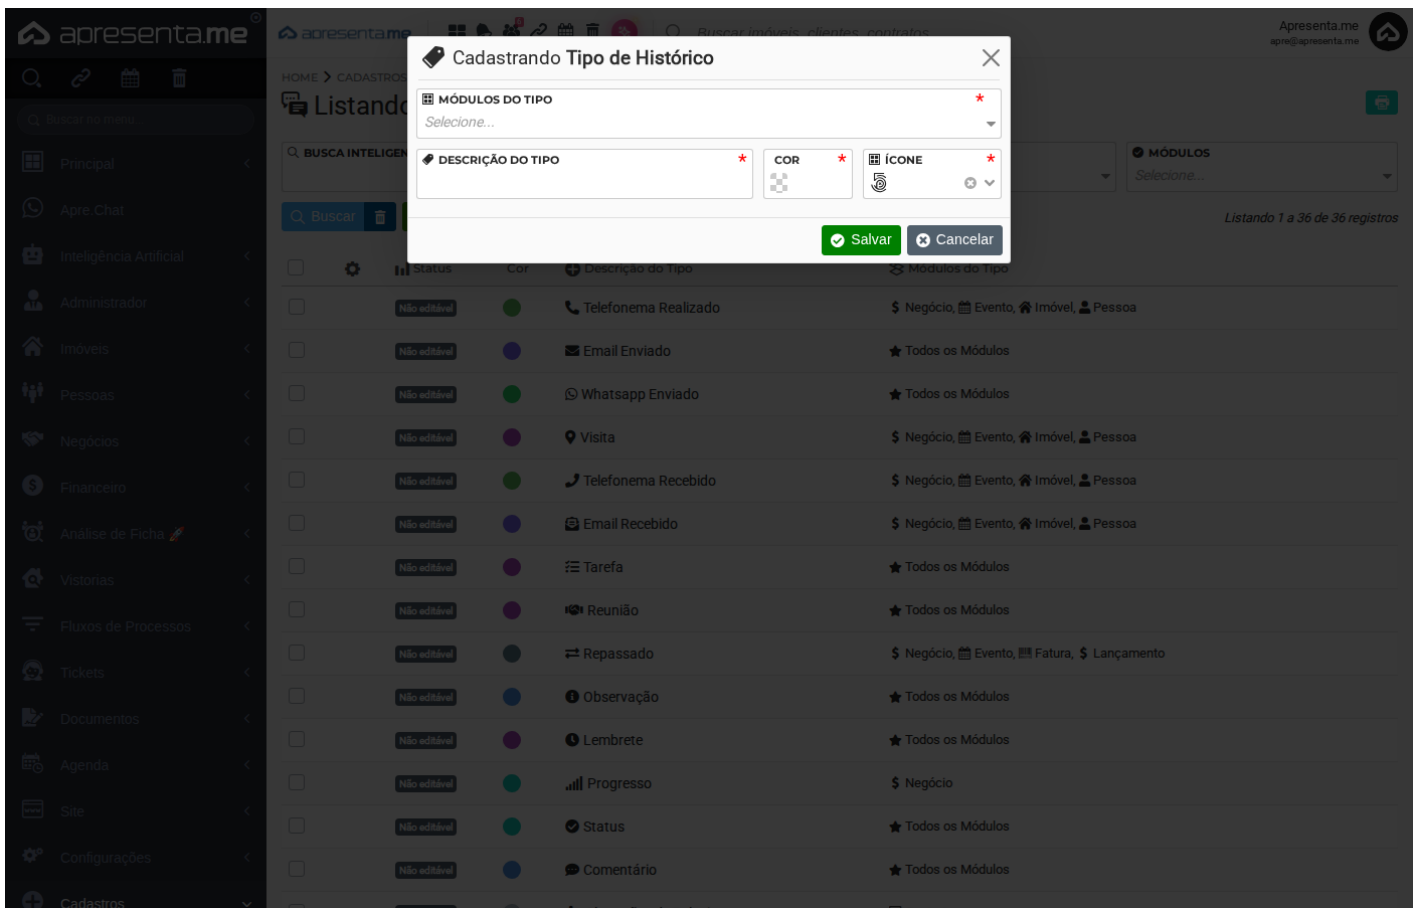 apresenta.me
apresenta.me
Buscar imóveis, clientes, contratos
Apresenta.me
apre@apresenta.me
Cadastrando Tipo de Histórico
HOME > CADASTROS
Listando
Buscar no menu...
MÓDULOS DO TIPO *
Selecione...
BUSCA INTELIGEN
DESCRIÇÃO DO TIPO *
COR *
ÍCONE *
MÓDULOS
Selecione...
Buscar
Listando 1 a 36 de 36 registros
Salvar
Cancelar
Status
Cor
Descrição do Tipo
Módulos do Tipo
Não editável
Telefonema Realizado
Negócio, Evento, Imóvel, Pessoa
Não editável
Email Enviado
Todos os Módulos
Não editável
Whatsapp Enviado
Todos os Módulos
Não editável
Visita
Negócio, Evento, Imóvel, Pessoa
Não editável
Telefonema Recebido
Negócio, Evento, Imóvel, Pessoa
Não editável
Email Recebido
Negócio, Evento, Imóvel, Pessoa
Não editável
Tarefa
Todos os Módulos
Não editável
Reunião
Todos os Módulos
Não editável
Repassado
Negócio, Evento, Fatura, Lançamento
Não editável
Observação
Todos os Módulos
Não editável
Lembrete
Todos os Módulos
Não editável
Progresso
Negócio
Não editável
Status
Todos os Módulos
Não editável
Comentário
Todos os Módulos
Principal
Apre.Chat
Inteligência Artificial
Administrador
Imóveis
Pessoas
Negócios
Financeiro
Análise de Ficha 🚀
Vistorias
Fluxos de Processos
Tickets
Documentos
Agenda
Site
Configurações
Cadastros